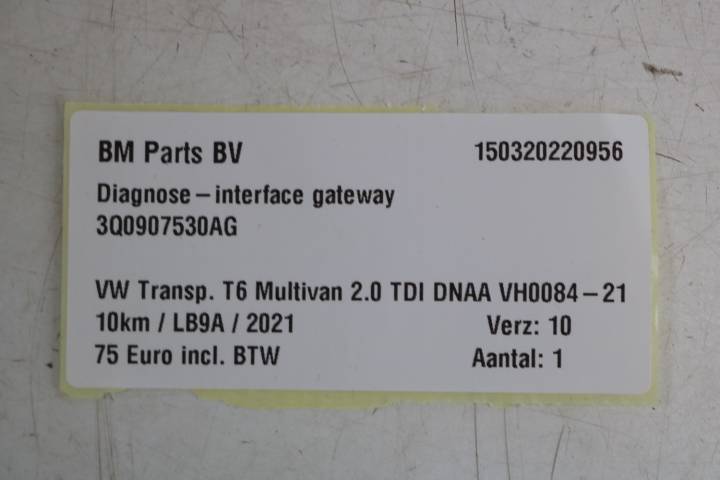 BM Parts BV 150320220956
Diagnose – interface gateway
3Q0907530AG
VW Transp. T6 Multivan 2.0 TDI DNAA VH0084 – 21
10km / LB9A / 2021 Verz: 10
75 Euro incl. BTW Aantal: 1